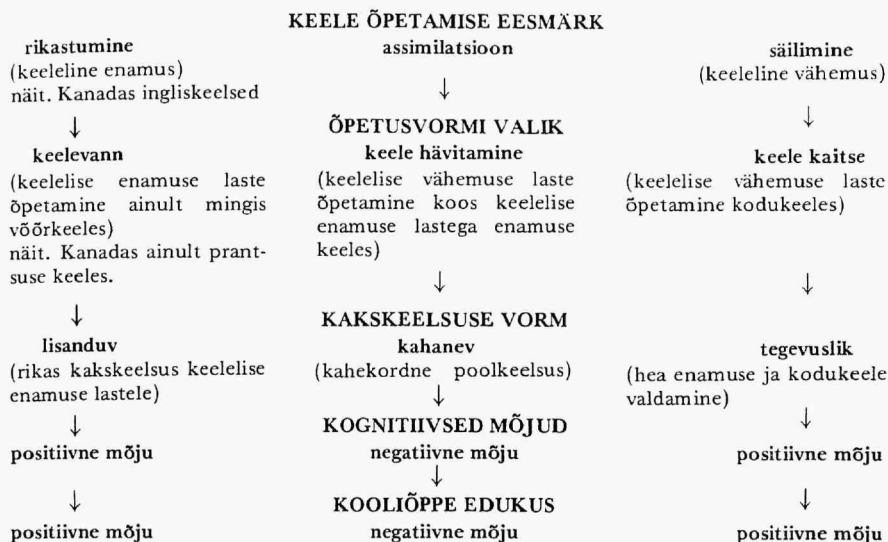 KEELE ÕPETAMISE EESMÄRK
rikastumine
(keeleline enamus)
näit. Kanadas ingliskeelsed
assimilatsioon
säilimine
(keeleline vähemus)
↓
↓
↓
ÕPETUSVORMI VALIK
keelevann
(keelelise enamuse laste
õpetamine ainult mingis
võõrkeeles)
näit. Kanadas ainult prant-
suse keeles.
keele hävitamine
(keelelise vähemuse laste
õpetamine koos keelelise
enamuse lastega enamuse
keeles)
keele kaitse
(keelelise vähemuse laste
õpetamine kodukeeles)
↓
↓
↓
KAKSKEELSUSE VORM
lisanduv
(rikas kakskeelsus keelelise
enamuse lastele)
kahanev
(kahekordne poolkeelsus)
tegevuslik
(hea enamuse ja kodukeele
valdamine)
↓
↓
↓
KOGNITIIVSED MÕJUD
positiivne mõju
negatiivne mõju
positiivne mõju
↓
↓
↓
KOOLIÕPPE EDUKUS
positiivne mõju
negatiivne mõju
positiivne mõju